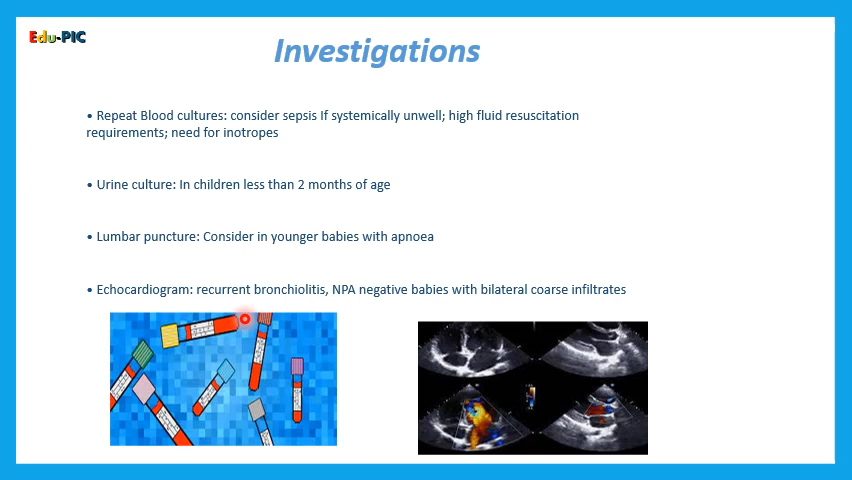 Edu-PIC
Investigations
• Repeat Blood cultures: consider sepsis If systemically unwell; high fluid resuscitation
requirements; need for inotropes
• Urine culture: In children less than 2 months of age
• Lumbar puncture: Consider in younger babies with apnoea
• Echocardiogram: recurrent bronchiolitis, NPA negative babies with bilateral coarse infiltrates